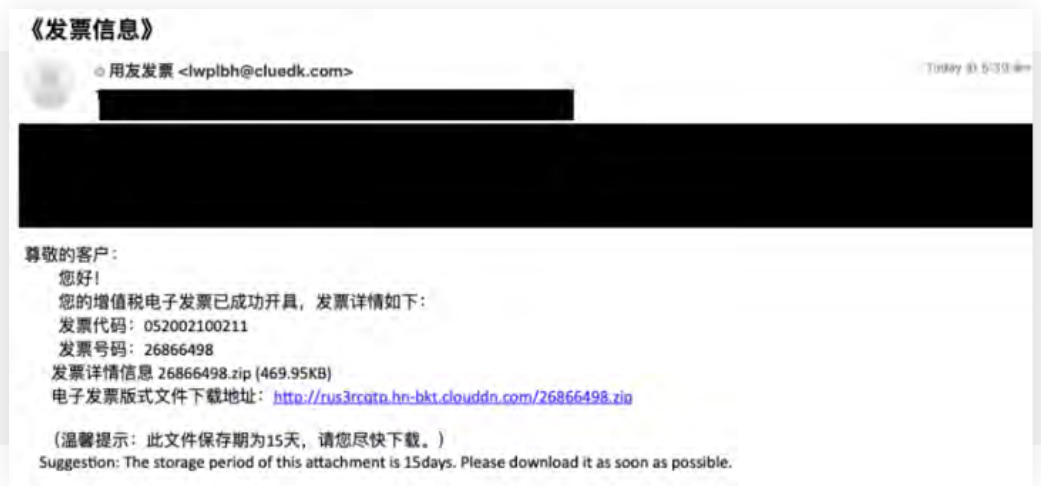 《发票信息》
用友发票 <lwplbh@cluedk.com>
尊敬的客户：
您好！
您的增值税电子发票已成功开具，发票详情如下：
发票代码：052002100211
发票号码：26866498
发票详情信息 26866498.zip (469.95KB)
电子发票版式文件下载地址：http://rus3rcqtp.hn-bkt.clouddn.com/26866498.zip
（温馨提示：此文件保存期为15天，请您尽快下载。）
Suggestion: The storage period of this attachment is 15days. Please download it as soon as possible.